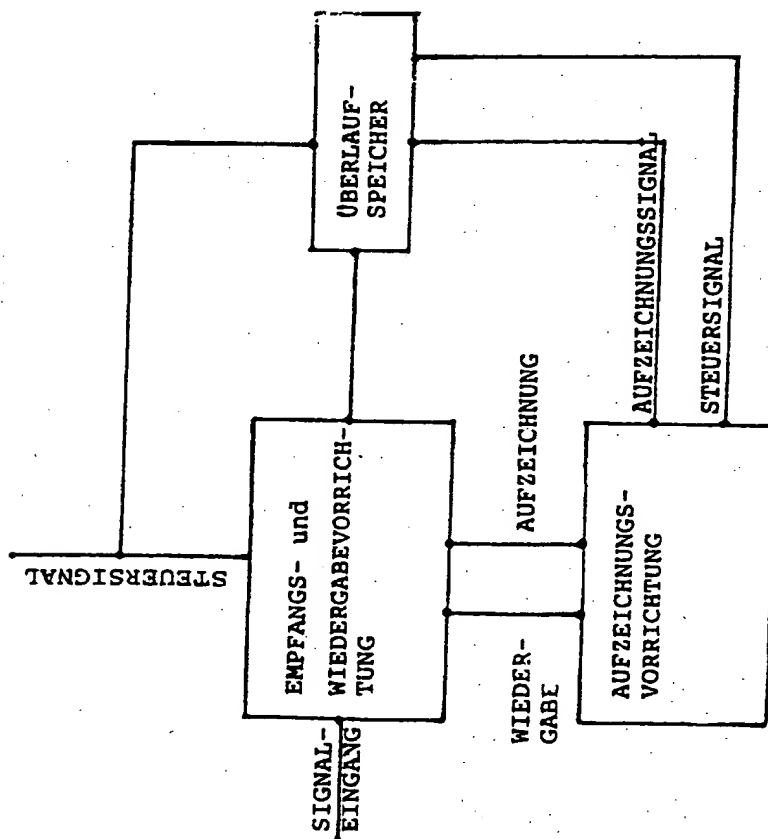 STEUERSIGNAL
ÜBERLAUF-
SPEICHER
SIGNAL-
EINGANG
EMPFANGS- und
WIEDERGABEVORRICH-
TUNG
AUFZEICHNUNGSSIGNAL
STEUERSIGNAL
WIEDER-
GABE
AUFZEICHNUNG
AUFZEICHNUNGS-
VORRICHTUNG